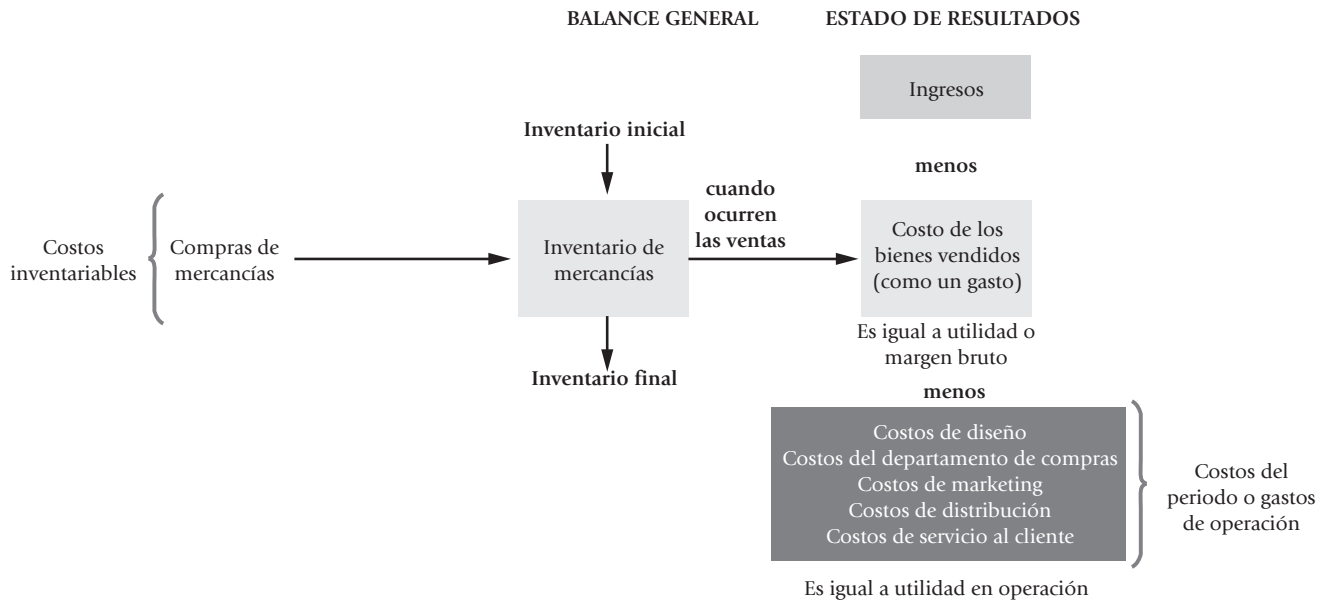 BALANCE GENERAL
ESTADO DE RESULTADOS
Ingresos
Inventario inicial
menos
cuando
ocurren
las ventas
Costos
inventariables
Compras de
mercancías
Inventario de
mercancías
Costo de los
bienes vendidos
(como un gasto)
Es igual a utilidad o
margen bruto
Inventario final
menos
Costos de diseño
Costos del departamento de compras
Costos de marketing
Costos de distribución
Costos de servicio al cliente
Costos del
periodo o gastos
de operación
Es igual a utilidad en operación